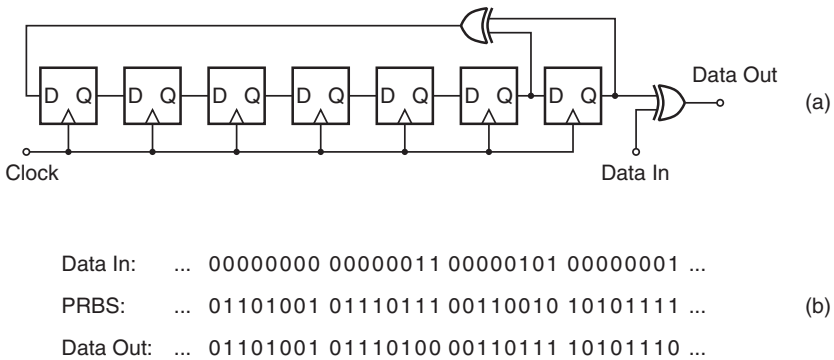 D Q D Q D Q D Q D Q D Q D Q
Data Out
(a)
Clock
Data In
Data In: ... 00000000 00000011 00000101 00000001 ...
PRBS: ... 01101001 01110111 00110010 10101111 ...
(b)
Data Out: ... 01101001 01110100 00110111 10101110 ...